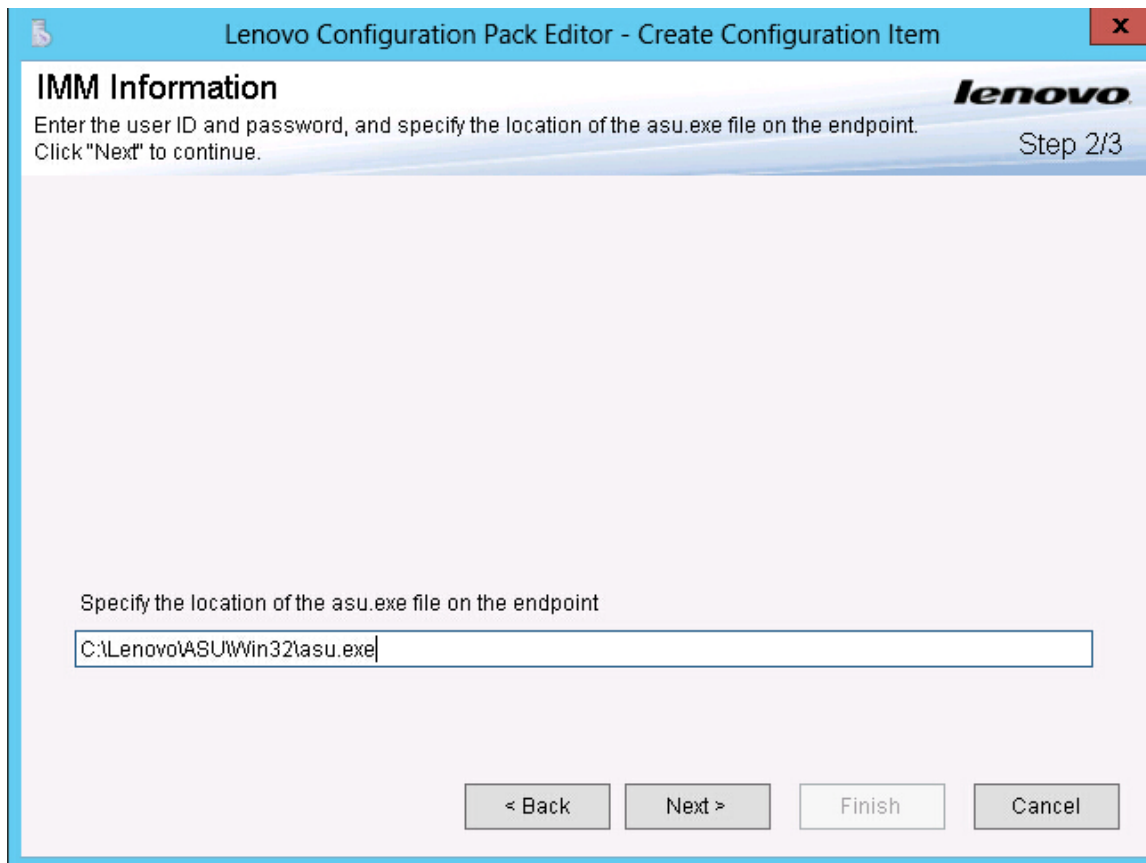 Lenovo Configuration Pack Editor - Create Configuration Item
x
IMM Information
lenovo
Enter the user ID and password, and specify the location of the asu.exe file on the endpoint.
Click "Next" to continue.
Step 2/3
Specify the location of the asu.exe file on the endpoint
C:\Lenovo\ASU\Win32\asu.exe
< Back
Next >
Finish
Cancel